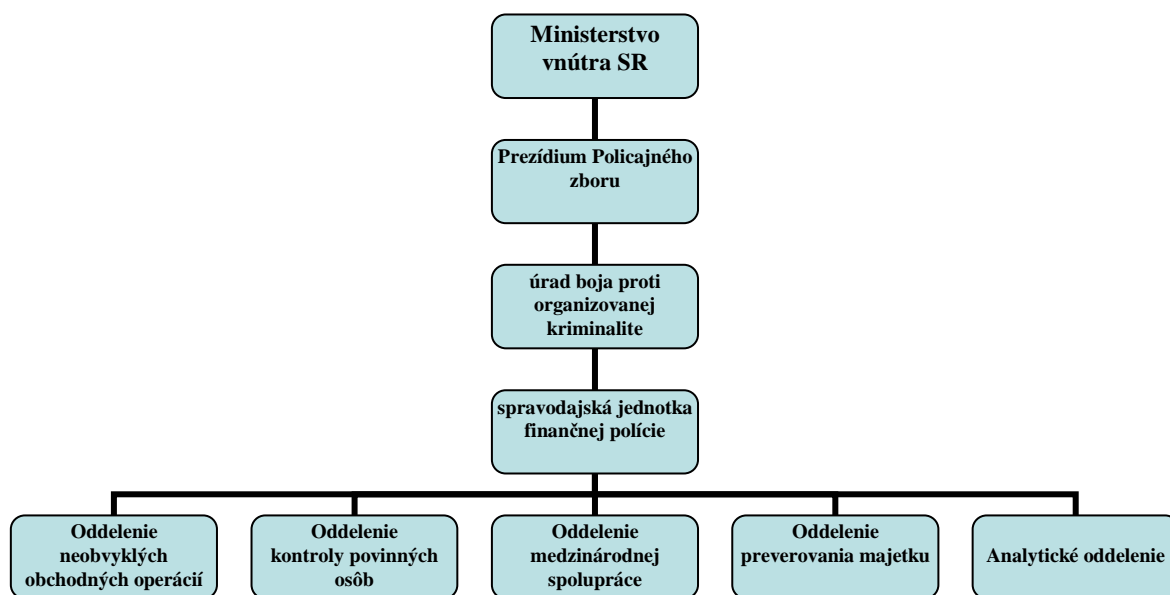 Ministerstvo
vnútra SR
Prezídium Policajného
zboru
úrad boja proti
organizovanej
kriminalite
spravodajská jednotka
finančnej polície
Oddelenie
neobvyklých
obchodných operácií
Oddelenie
kontroly povinných
osôb
Oddelenie
medzinárodnej
spolupráce
Oddelenie
preverovania majetku
Analytické oddelenie